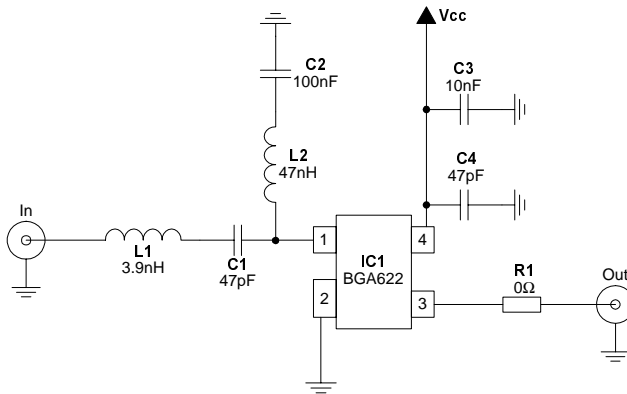 Vcc
C2
100nF
C3
10nF
L2
47nH
C4
47pF
In
L1
3.9nH
C1
47pF
1
4
IC1
BGA622
2
3
R1
0Ω
Out